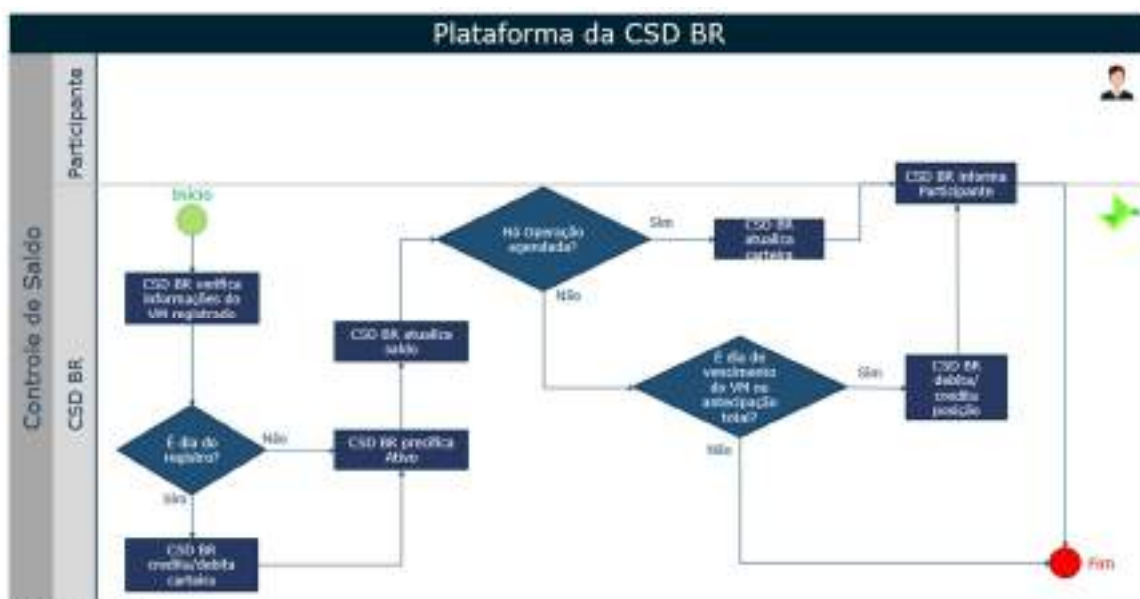 Plataforma da CSD BR
Controle de Saldo
Participante
CSD BR
Início
CSD BR verifica
informações do
VM registrado
É dia do
registro?
Não
Sim
CSD BR
credita/debita
carteira
CSD BR precifica
Ativo
CSD BR atualiza
saldo
Há Operação
agendada?
Sim
Não
CSD BR
atualiza
carteira
CSD BR informa
Participante
É dia de
vencimento
do VM ou
antecipação
total?
Sim
Não
CSD BR
debita/
credita
posição
Fim